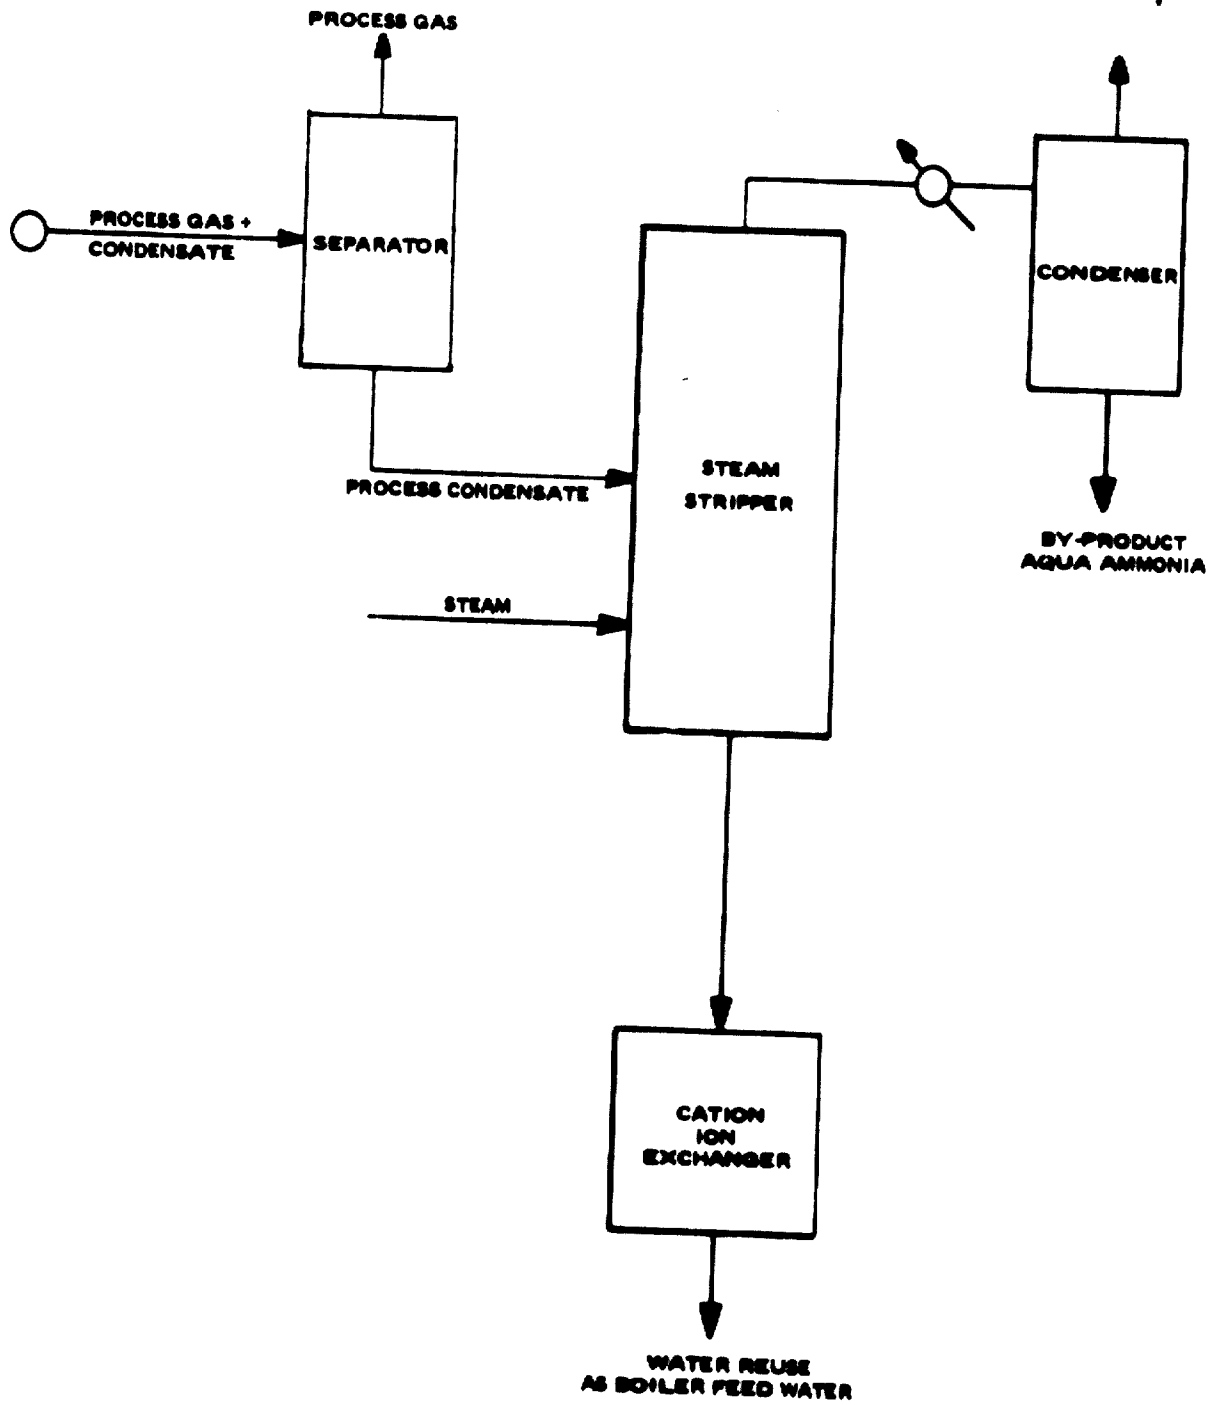 PROCESS GAS
PROCESS GAS +
CONDENSATE
SEPARATOR
CONDENSER
STEAM
STRIPPER
PROCESS CONDENSATE
BY-PRODUCT
AQUA AMMONIA
STEAM
CATION
ION
EXCHANGER
WATER REUSE
AS BOILER FEED WATER